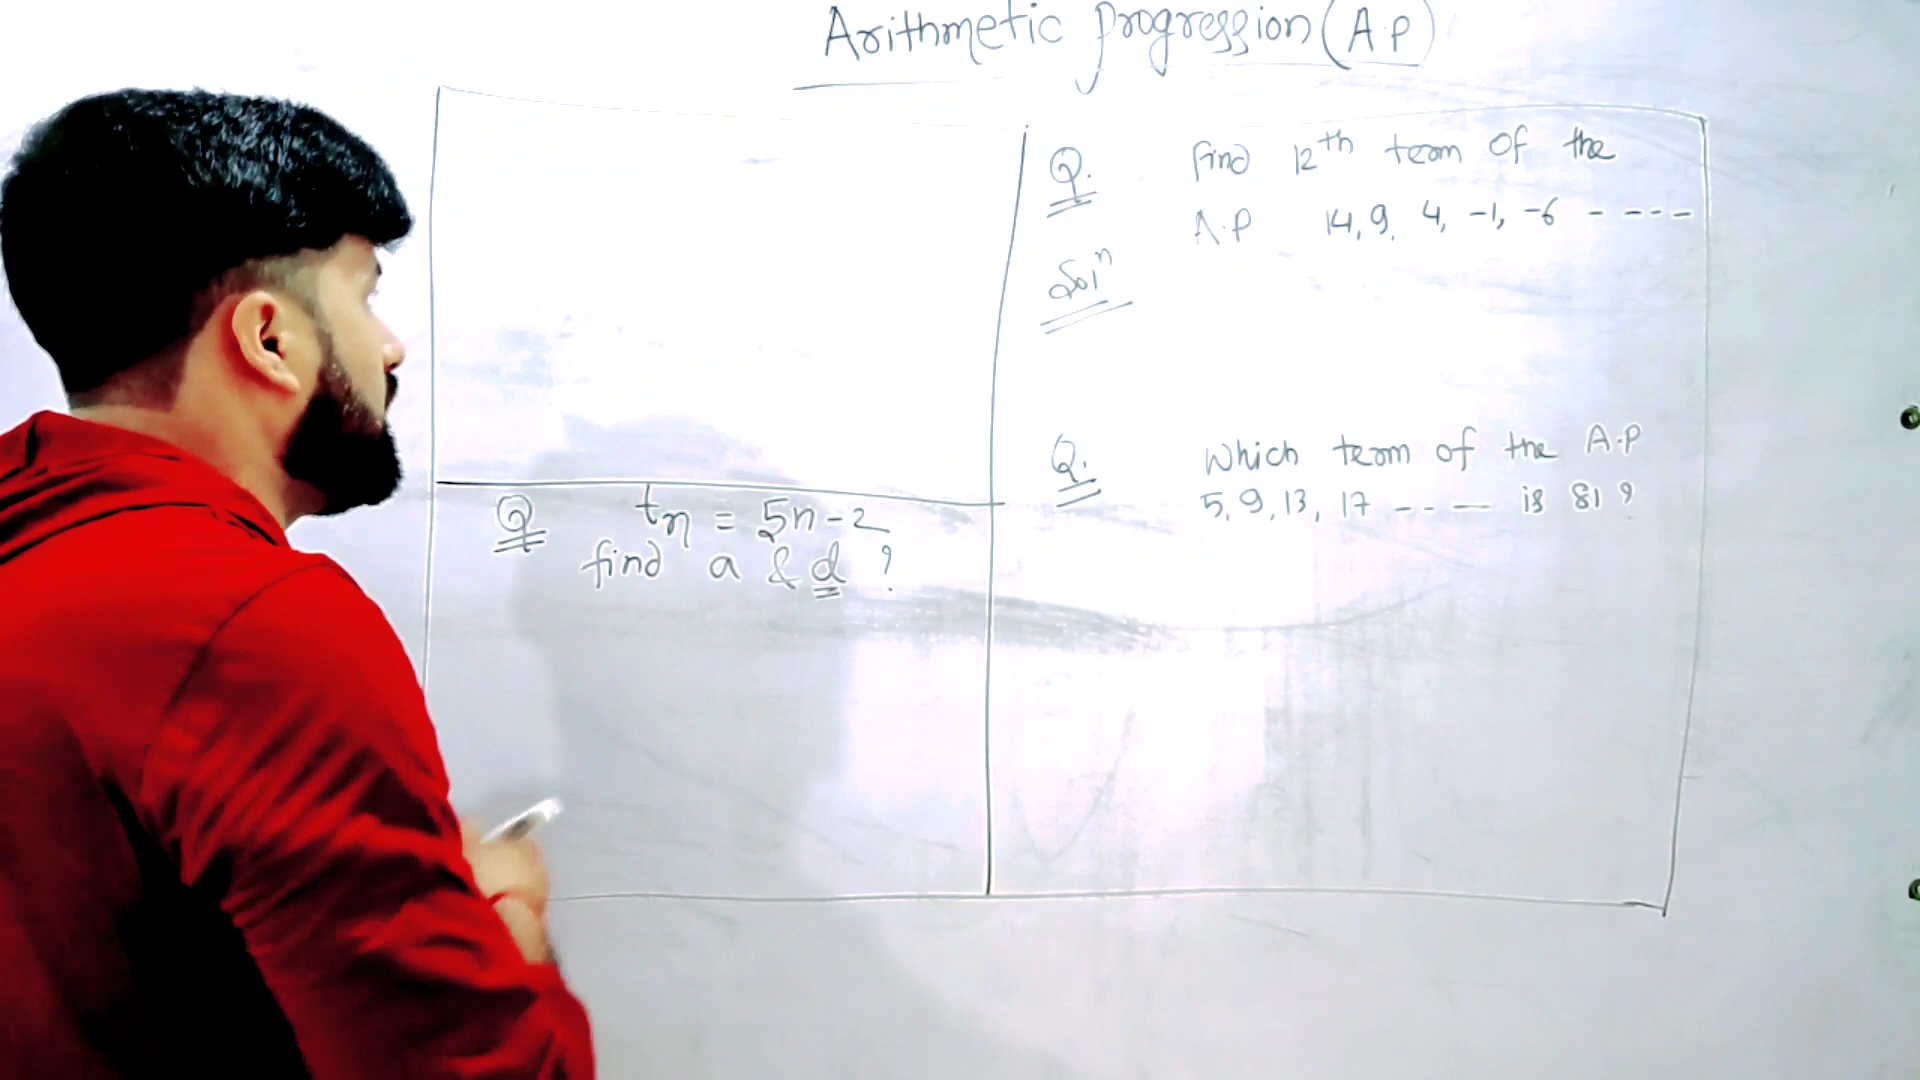 Arithmetic progression (A.P)
Q tn = 5n-2
find a & d ?
Q. Find 12th term of the
A.P 14, 9, 4, -1, -6 - ---
Solⁿ
Q. Which term of the A.P
5, 9, 13, 17 - - — is 81 ?